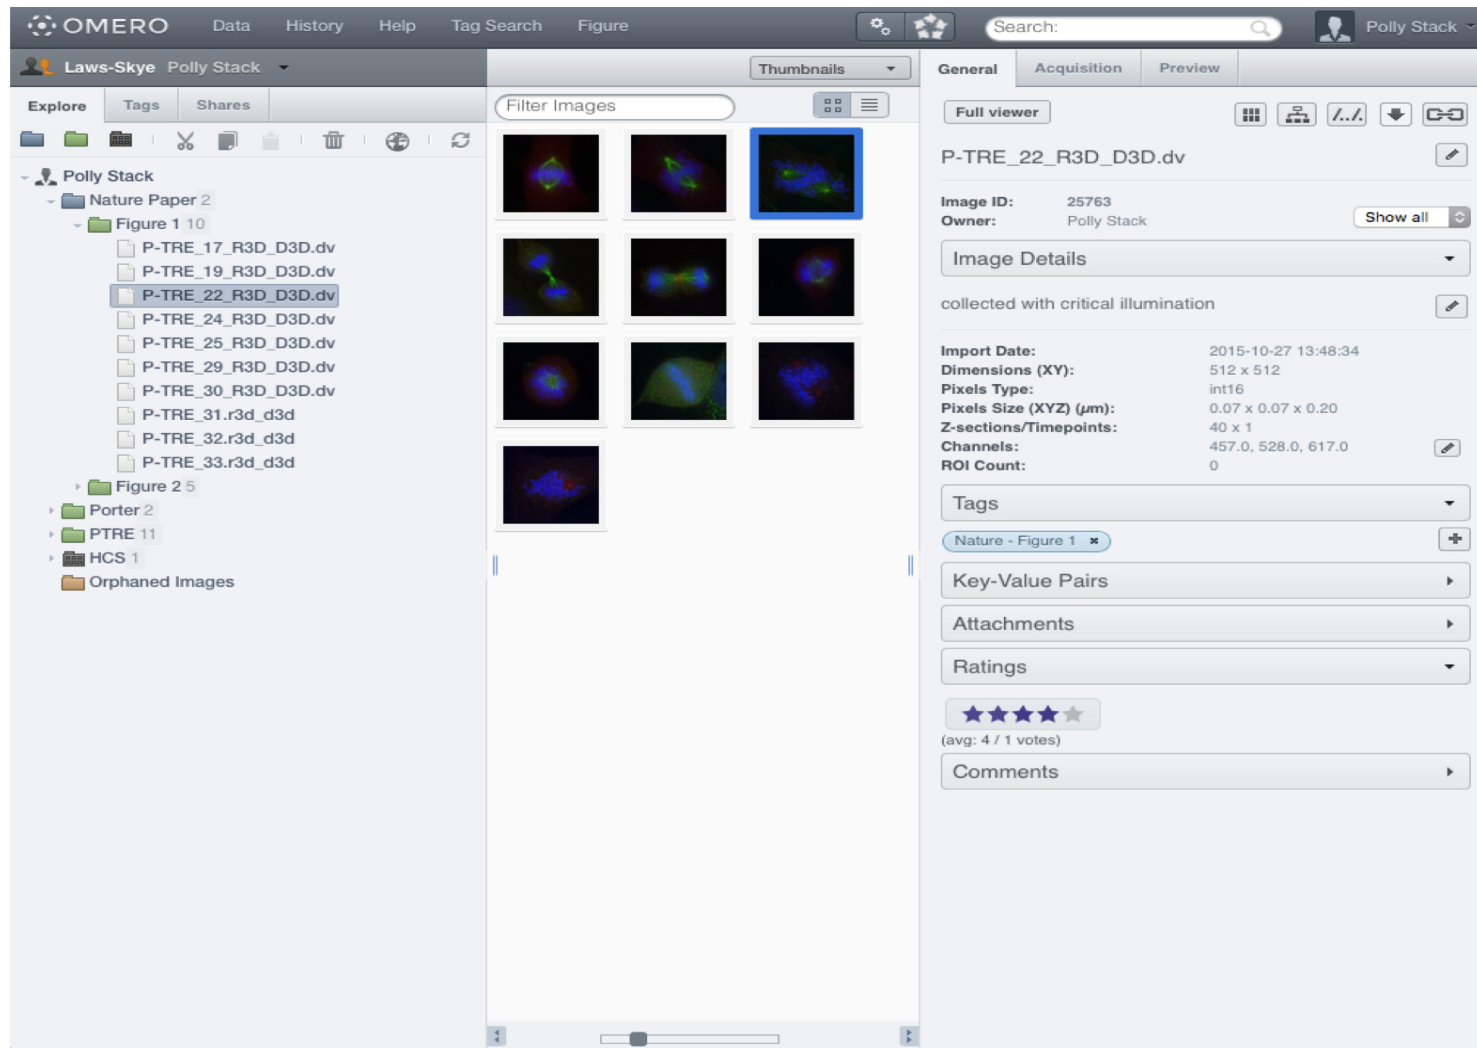 OMERO Data History Help Tag Search Figure Search: Polly Stack
Laws-Skye Polly Stack
Explore Tags Shares
Polly Stack
Nature Paper 2
Figure 1 10
P-TRE_17_R3D_D3D.dv
P-TRE_19_R3D_D3D.dv
P-TRE_22_R3D_D3D.dv
P-TRE_24_R3D_D3D.dv
P-TRE_25_R3D_D3D.dv
P-TRE_29_R3D_D3D.dv
P-TRE_30_R3D_D3D.dv
P-TRE_31.r3d_d3d
P-TRE_32.r3d_d3d
P-TRE_33.r3d_d3d
Figure 2 5
Porter 2
PTRE 11
HCS 1
Orphaned Images
Thumbnails
Filter Images
General Acquisition Preview
Full viewer
P-TRE_22_R3D_D3D.dv
Image ID: 25763
Owner: Polly Stack
Show all
Image Details
collected with critical illumination
Import Date: 2015-10-27 13:48:34
Dimensions (XY): 512 x 512
Pixels Type: int16
Pixels Size (XYZ) (µm): 0.07 x 0.07 x 0.20
Z-sections/Timepoints: 40 x 1
Channels: 457.0, 528.0, 617.0
ROI Count: 0
Tags
Nature - Figure 1
Key-Value Pairs
Attachments
Ratings
(avg: 4 / 1 votes)
Comments